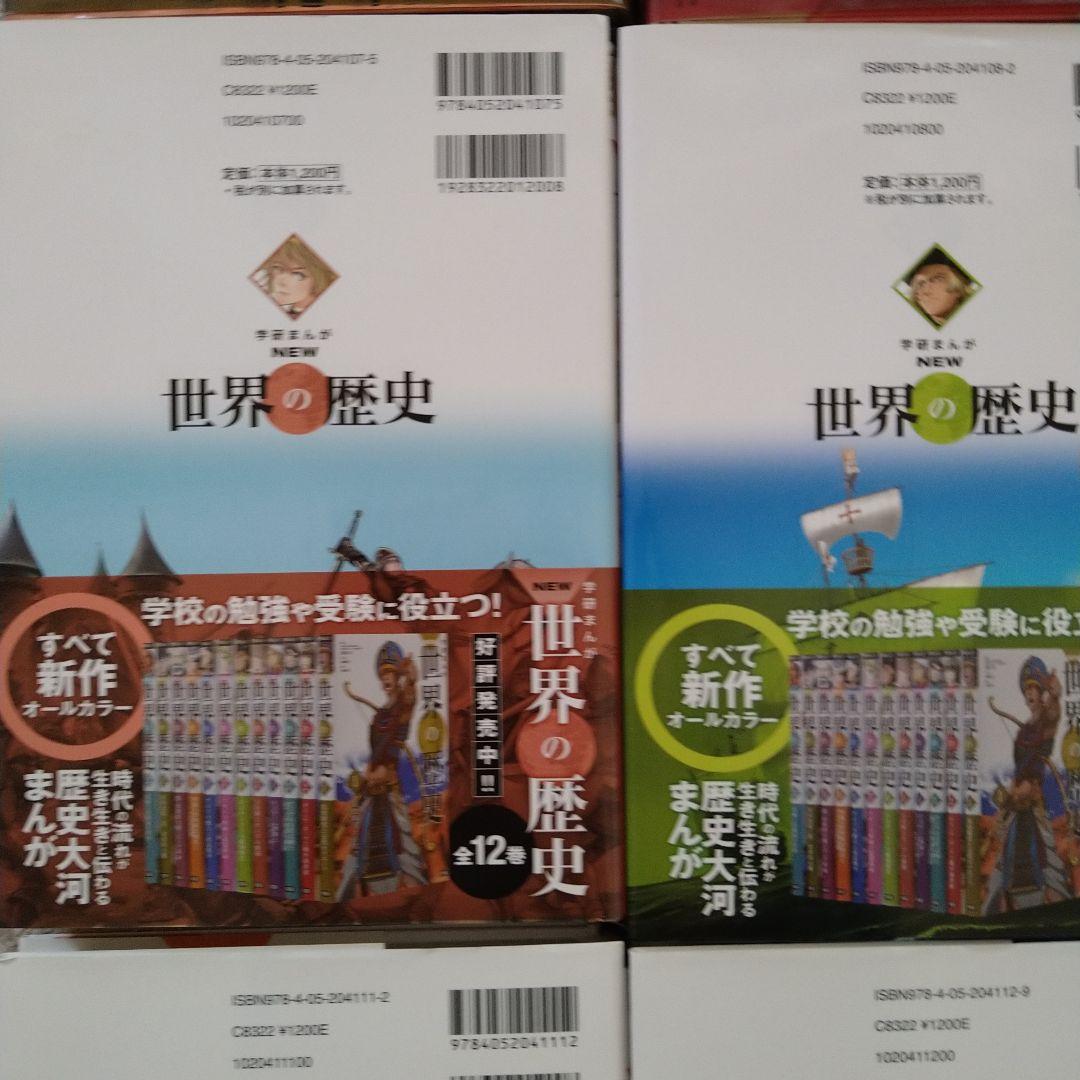 ISBN978-4-05-204107-5
C8322 ¥1200E
1020410700
9784052041075
1928322012008
定価：本体1,200円
※税が別に加算されます。
学研まんが
NEW
世界の歴史
学校の勉強や受験に役立つ！
すべて
新作
オールカラー
時代の流れが
生き生きと伝わる
歴史大河
まんが
世界の歴史
好評発売中!!
全12巻
学研まんが
NEW
世界の歴史
ISBN978-4-05-204108-2
C8322 ¥1200E
1020410800
定価：本体1,200円
※税が別に加算されます。
学研まんが
NEW
世界の歴史
学校の勉強や受験に役
すべて
新作
オールカラー
時代の流れが
生き生きと伝わる
歴史大河
まんが
ISBN978-4-05-204111-2
C8322 ¥1200E
1020411100
9784052041112
ISBN978-4-05-204112-9
C8322 ¥1200E
1020411200